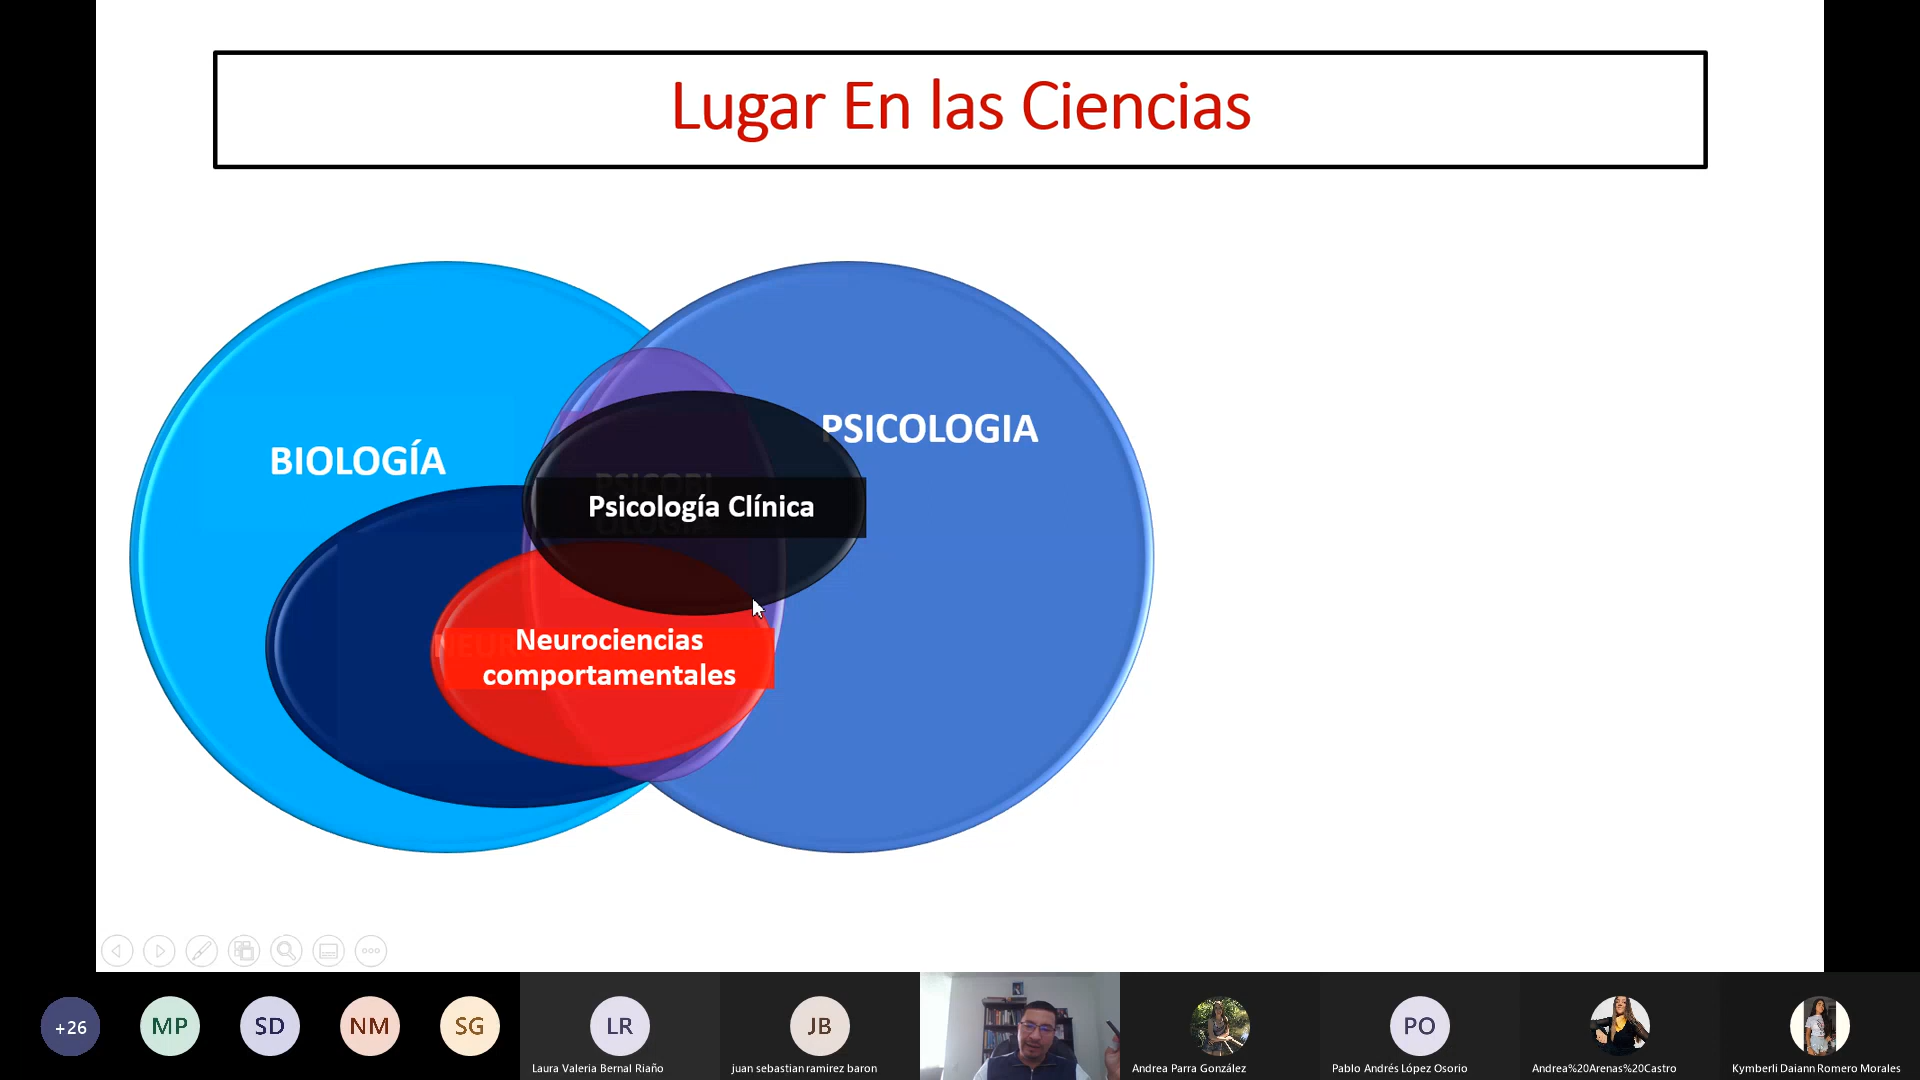 Lugar En las Ciencias
PSICOLOGIA
BIOLOGÍA
Psicología Clínica
Neurociencias
comportamentales
+26
MP
SD
NM
SG
LR
JB
PO
Laura Valeria Bernal Riaño
juan sebastian ramirez baron
Andrea Parra González
Pablo Andrés López Osorio
Andrea%20Arenas%20Castro
Kymberli Daiann Romero Morales